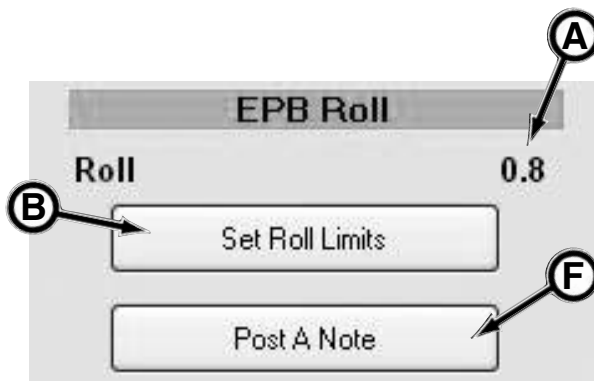 A
EPB Roll
Roll 0.8
B
Set Roll Limits
F
Post A Note